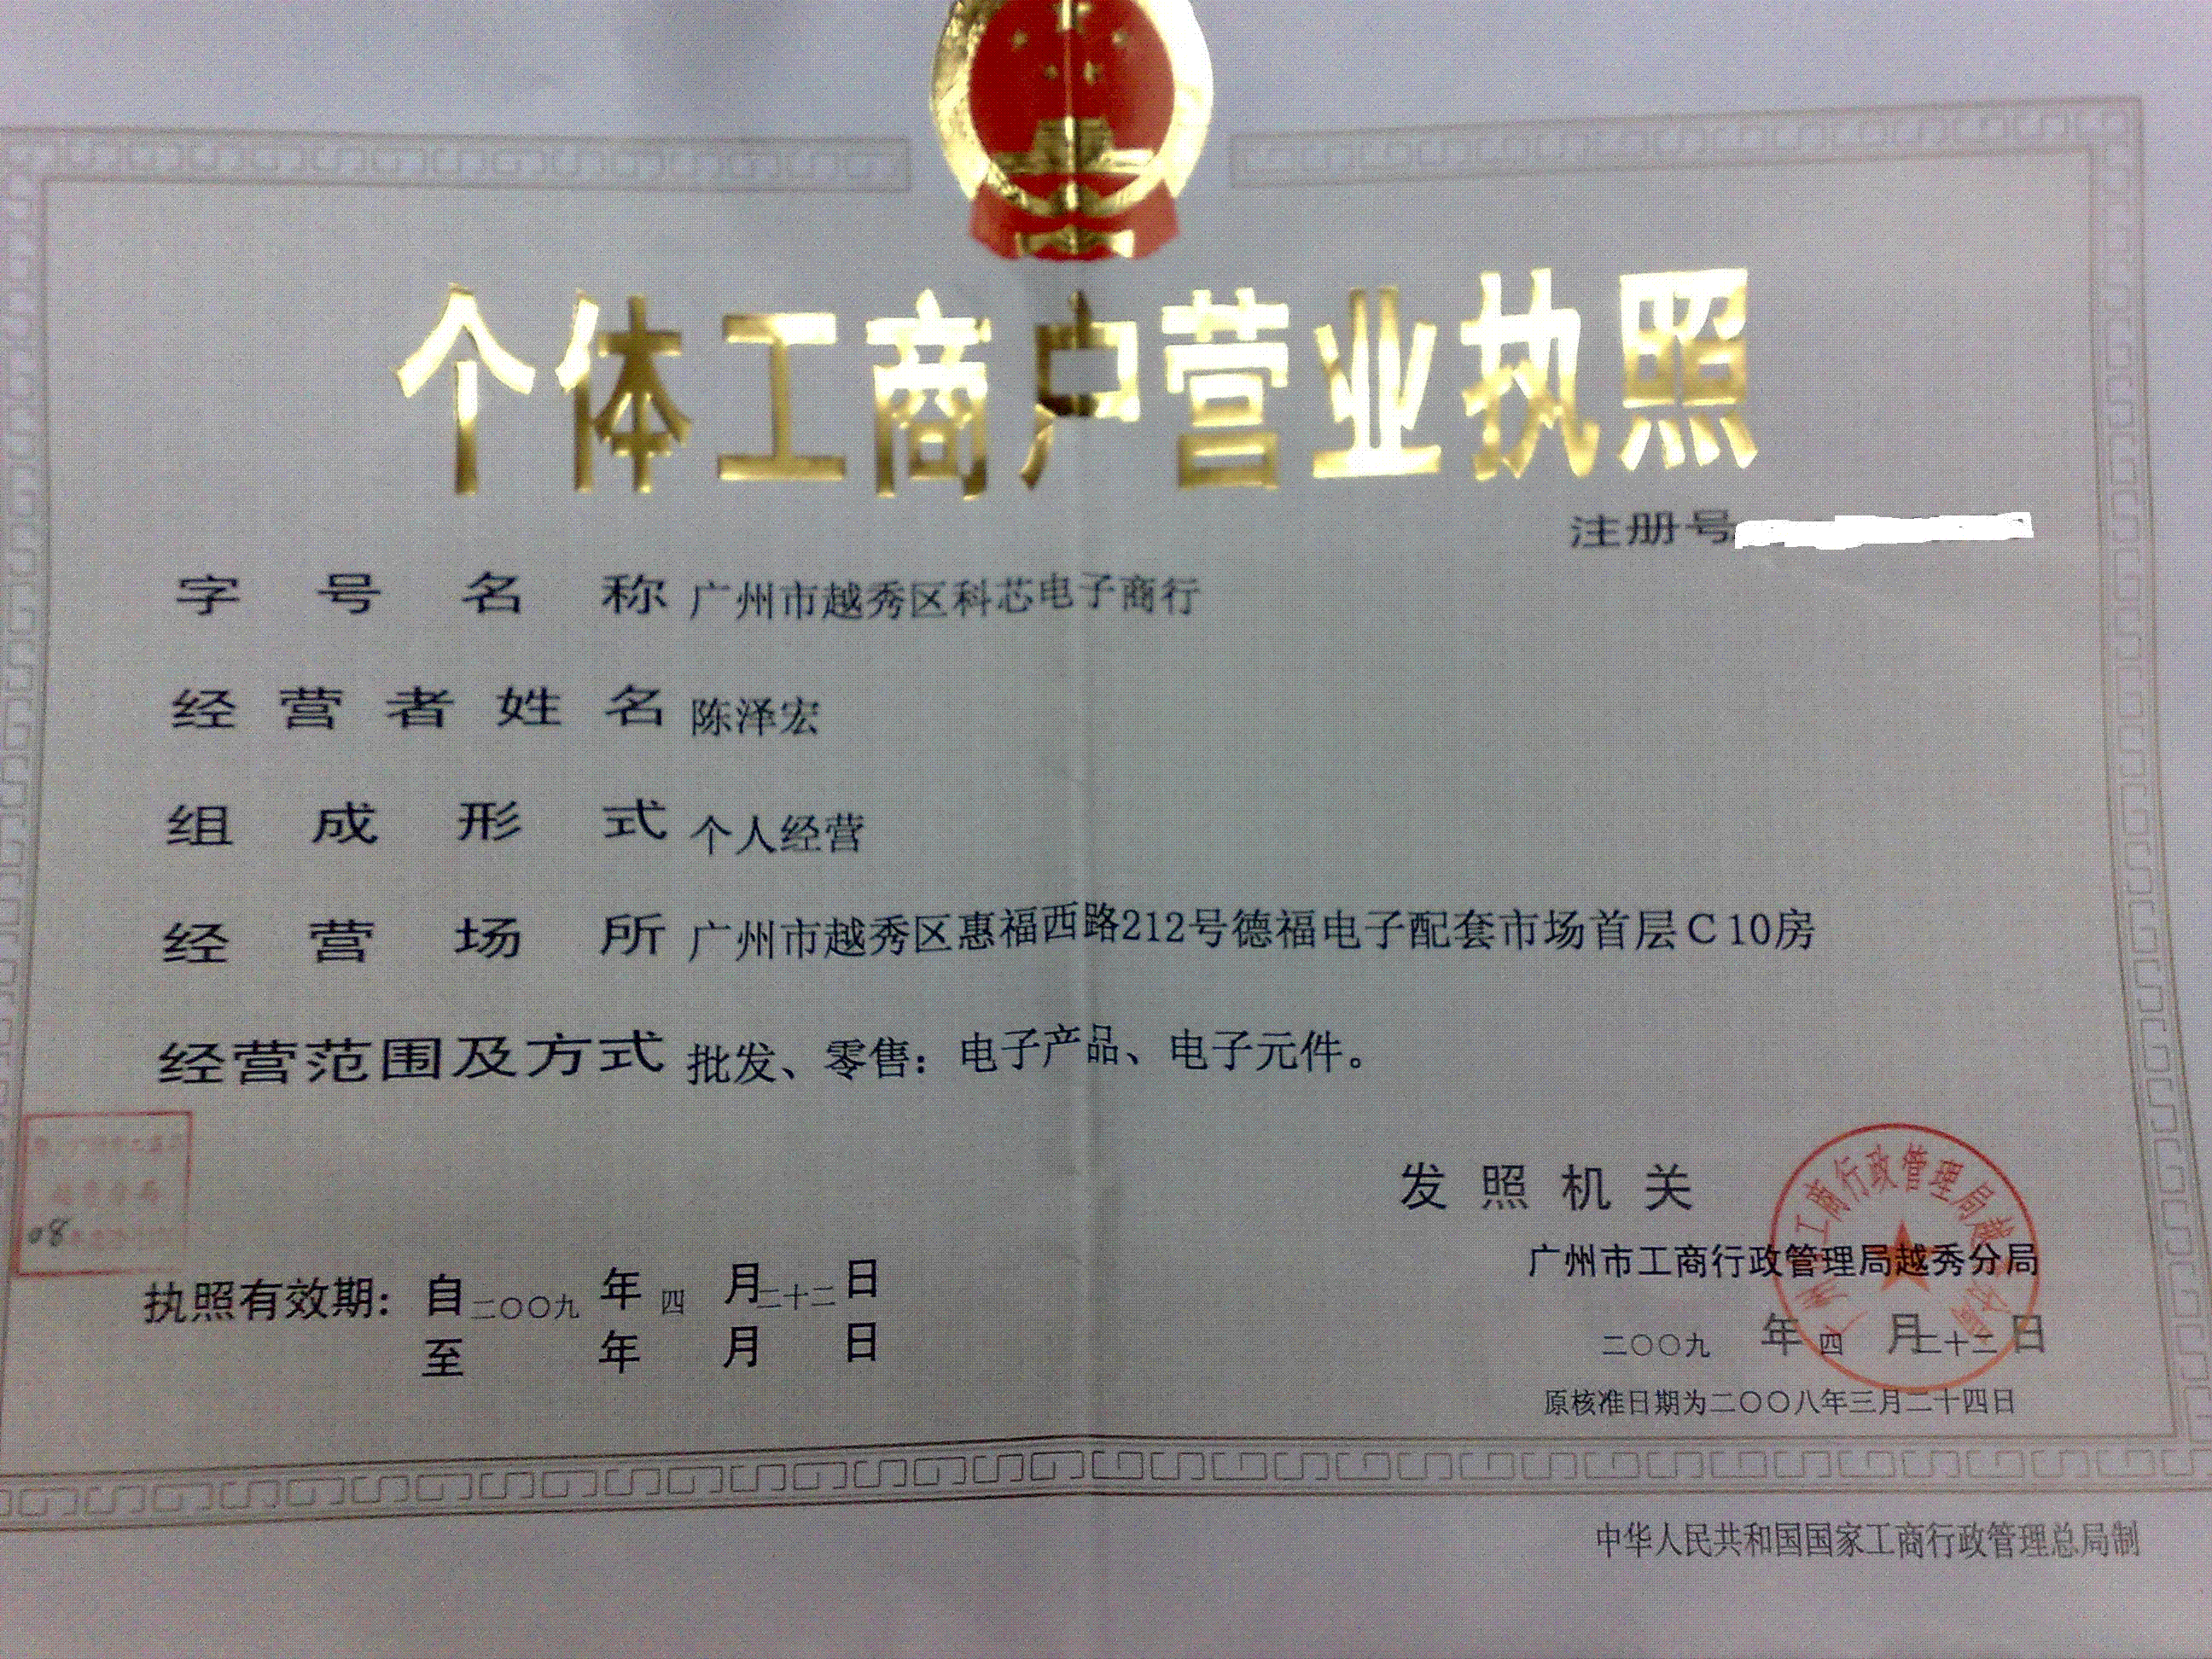 个体工商户营业执照
注册号
字号名称 广州市越秀区科芯电子商行
经营者姓名 陈泽宏
组成形式 个人经营
经营场所 广州市越秀区惠福西路212号德福电子配套市场首层C10房
经营范围及方式 批发、零售：电子产品、电子元件。
08
发照机关
广州市工商行政管理局越秀分局
执照有效期：自二〇〇九年四月二十二日
至 年 月 日
二〇〇九年四月二十二日
原核准日期为二〇〇八年三月二十四日
中华人民共和国国家工商行政管理总局制